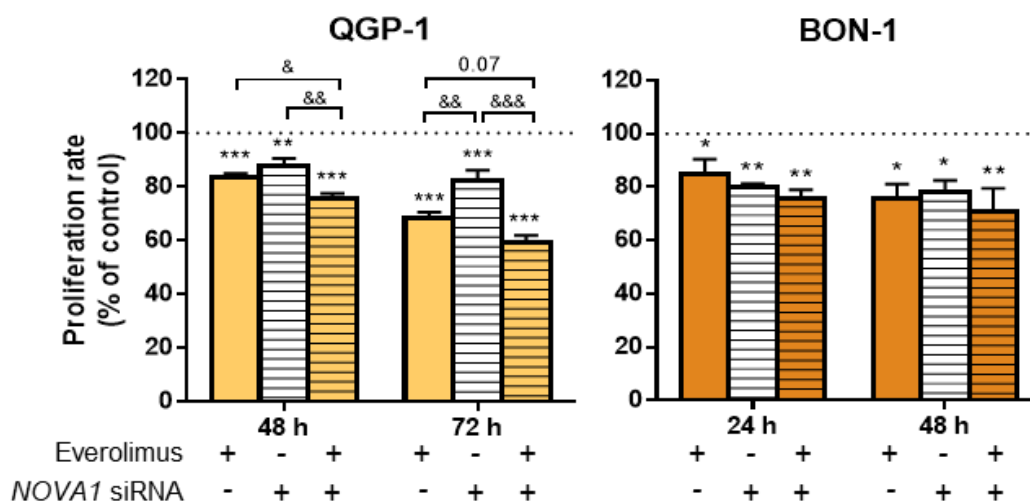 QGP-1
BON-1
Proliferation rate
(% of control)
120
100
80
60
40
20
0
&
&&
0.07
&& &&&
*** ** ***
*** *** ***
48 h 72 h
120
100
80
60
40
20
0
* ** **
* * **
24 h 48 h
Everolimus + - + + - + + - + + - +
NOVA1 siRNA - + + - + + - + + - + +